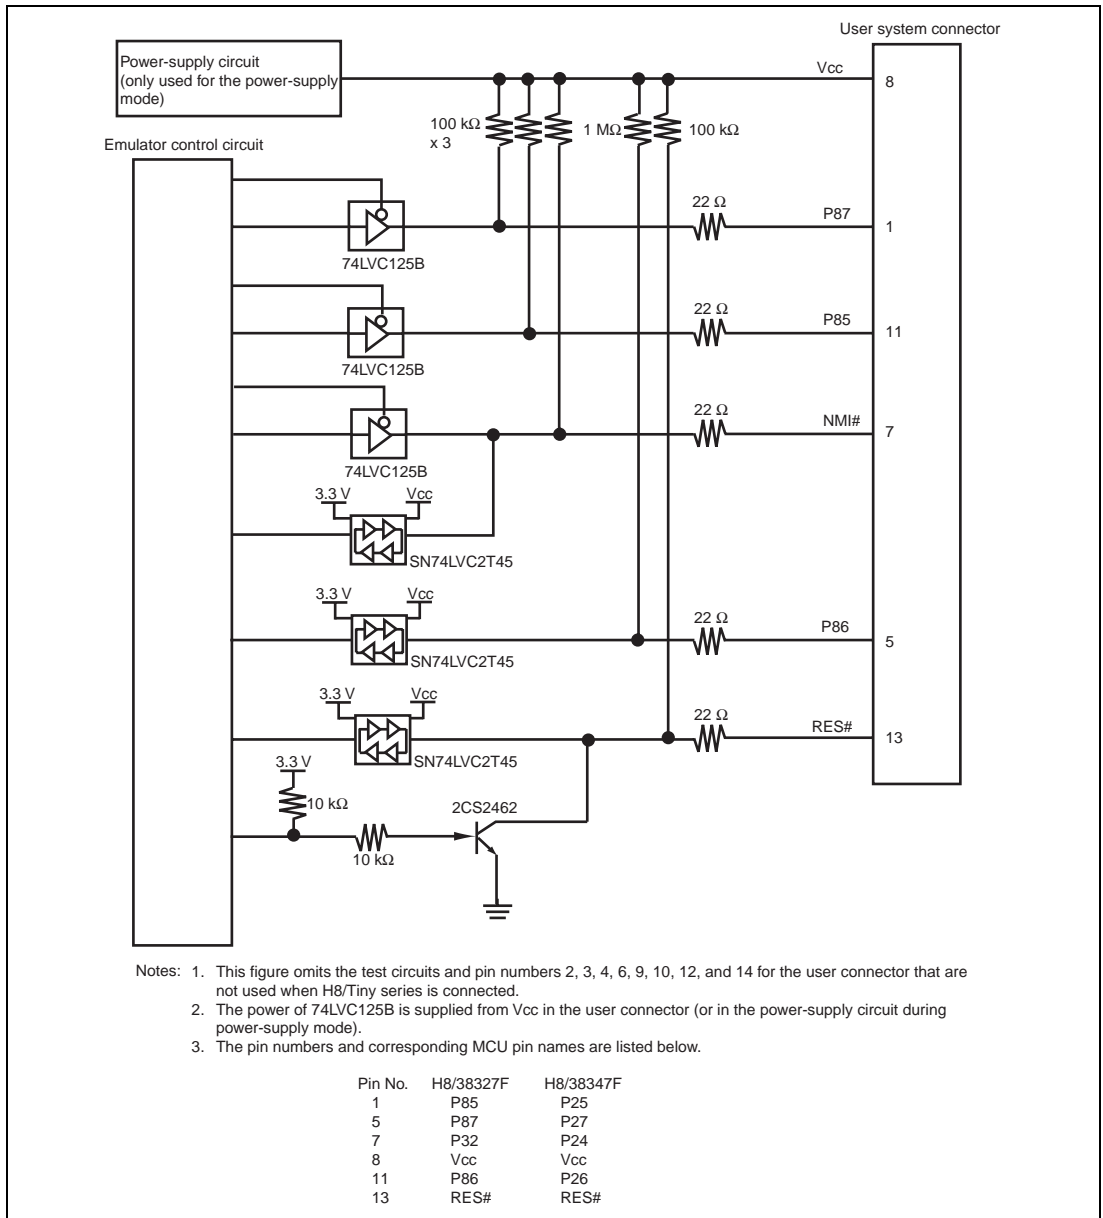 User system connector
Power-supply circuit
(only used for the power-supply
mode)
Vcc
8
100 kΩ
x 3
1 MΩ
100 kΩ
Emulator control circuit
22 Ω
P87
1
74LVC125B
22 Ω
P85
11
74LVC125B
22 Ω
NMI#
7
74LVC125B
3.3 V
Vcc
SN74LVC2T45
3.3 V
Vcc
22 Ω
P86
5
SN74LVC2T45
3.3 V
Vcc
22 Ω
RES#
13
SN74LVC2T45
3.3 V
10 kΩ
2CS2462
10 kΩ
Notes: 1. This figure omits the test circuits and pin numbers 2, 3, 4, 6, 9, 10, 12, and 14 for the user connector that are
not used when H8/Tiny series is connected.
2. The power of 74LVC125B is supplied from Vcc in the user connector (or in the power-supply circuit during
power-supply mode).
3. The pin numbers and corresponding MCU pin names are listed below.
Pin No. H8/38327F H8/38347F
1 P85 P25
5 P87 P27
7 P32 P24
8 Vcc Vcc
11 P86 P26
13 RES# RES#